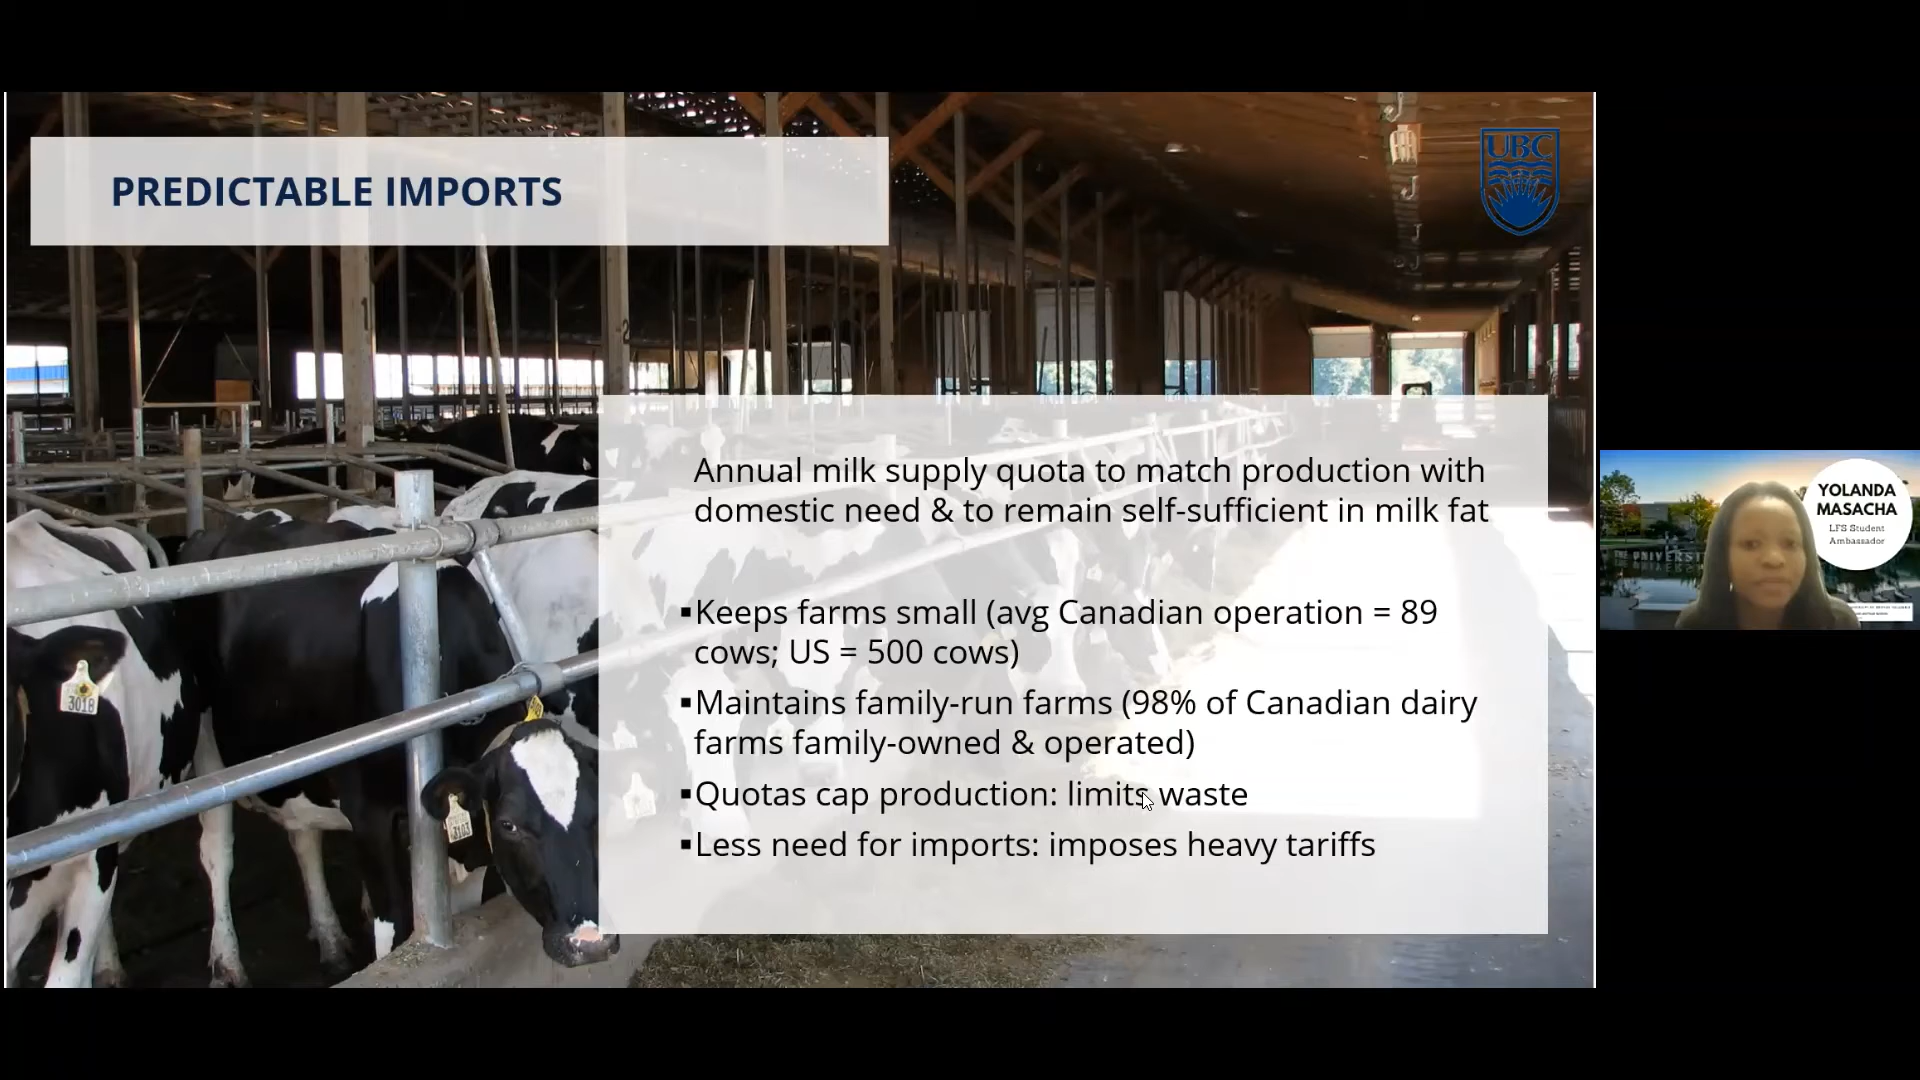 PREDICTABLE IMPORTS
UBC
Annual milk supply quota to match production with
domestic need & to remain self-sufficient in milk fat
▪Keeps farms small (avg Canadian operation = 89
cows; US = 500 cows)
▪Maintains family-run farms (98% of Canadian dairy
farms family-owned & operated)
▪Quotas cap production: limits waste
▪Less need for imports: imposes heavy tariffs
1
2
3018
3103
YOLANDA
MASACHA
LFS Student
Ambassador